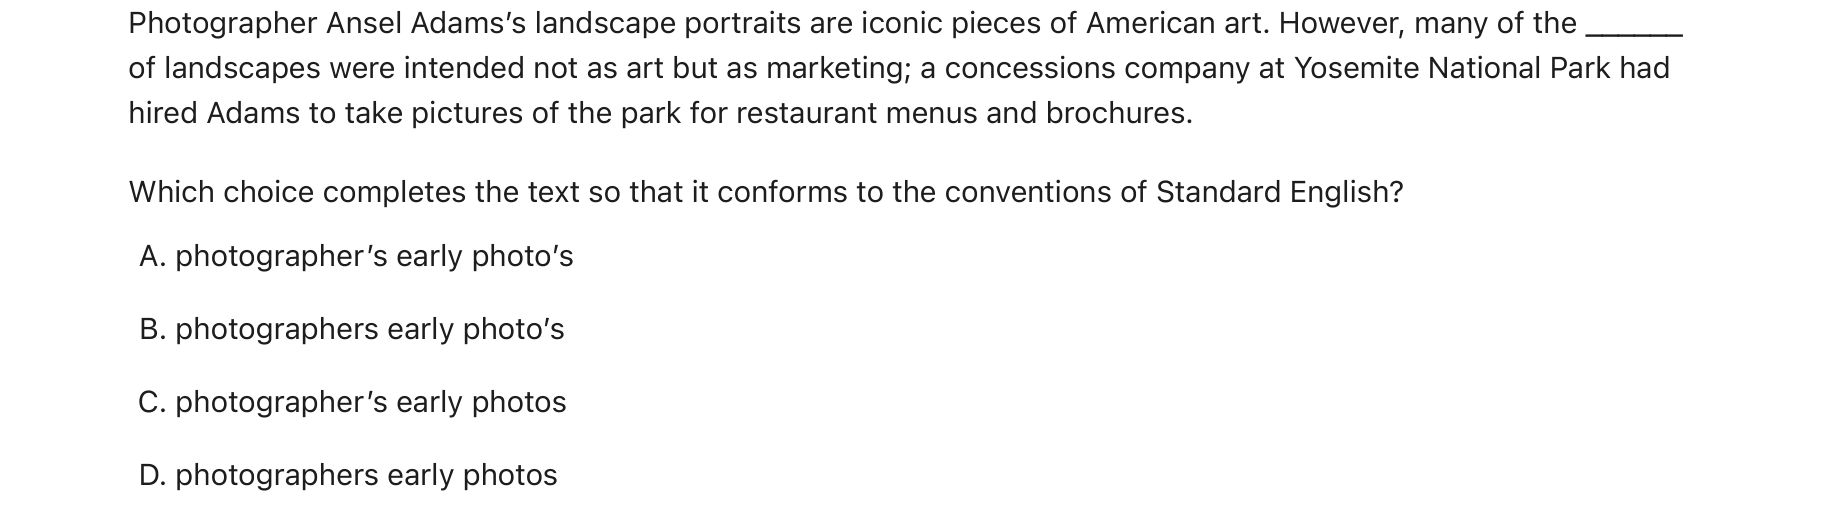 Photographer Ansel Adams’s landscape portraits are iconic pieces of American art. However, many of the ______
of landscapes were intended not as art but as marketing; a concessions company at Yosemite National Park had
hired Adams to take pictures of the park for restaurant menus and brochures.
Which choice completes the text so that it conforms to the conventions of Standard English?
A. photographer’s early photo’s
B. photographers early photo’s
C. photographer’s early photos
D. photographers early photos